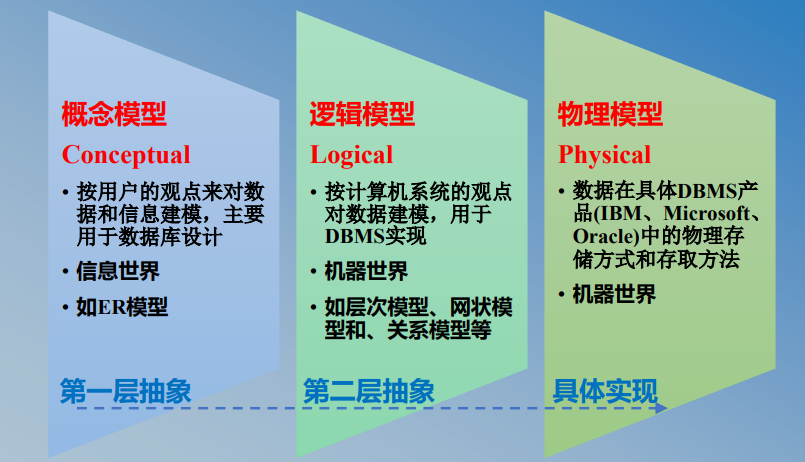 概念模型
Conceptual
• 按用户的观点来对数
据和信息建模，主要
用于数据库设计
• 信息世界
• 如ER模型
第一层抽象
逻辑模型
Logical
• 按计算机系统的观点
对数据建模，用于
DBMS实现
• 机器世界
• 如层次模型、网状模
型和、关系模型等
第二层抽象
物理模型
Physical
• 数据在具体DBMS产
品(IBM、Microsoft、
Oracle)中的物理存
储方式和存取方法
• 机器世界
具体实现